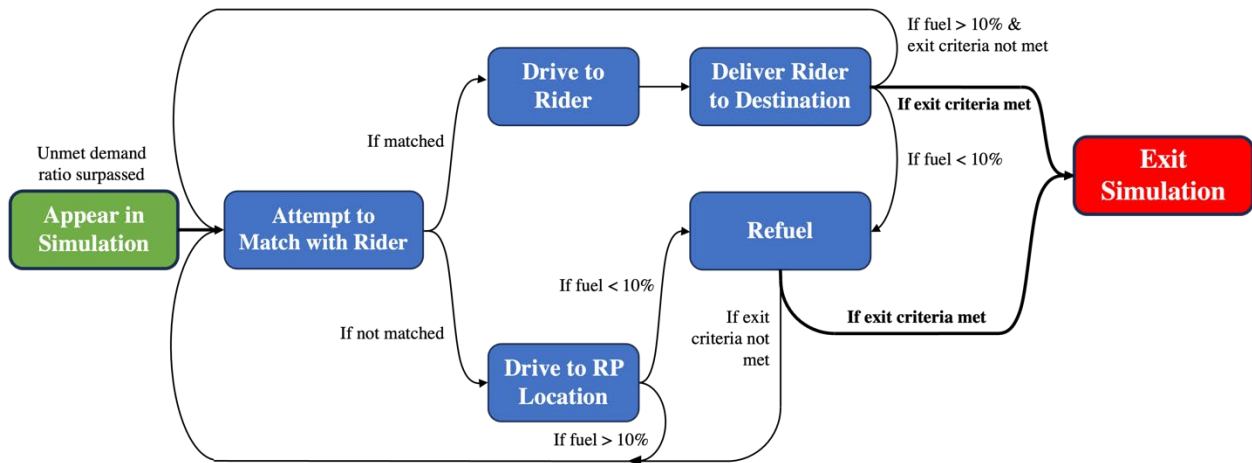 If fuel > 10% &
exit criteria not met
Drive to
Rider
Deliver Rider
to Destination
If exit criteria met
If matched
Unmet demand
ratio surpassed
If fuel < 10%
Exit
Simulation
Appear in
Simulation
Attempt to
Match with Rider
Refuel
If fuel < 10%
If exit criteria met
If exit
criteria not
met
If not matched
Drive to RP
Location
If fuel > 10%